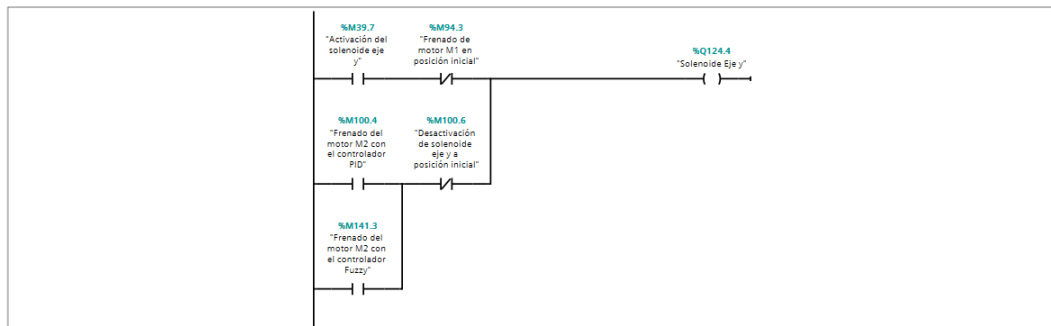 %M39.7
"Activación del
solenoide eje
y"
%M94.3
"Frenado de
motor M1 en
posición inicial"
%Q124.4
"Solenoide Eje y"
%M100.4
"Frenado del
motor M2 con
el controlador
PID"
%M100.6
"Desactivación
de solenoide
eje y a
posición inicial"
%M141.3
"Frenado del
motor M2 con
el controlador
Fuzzy"